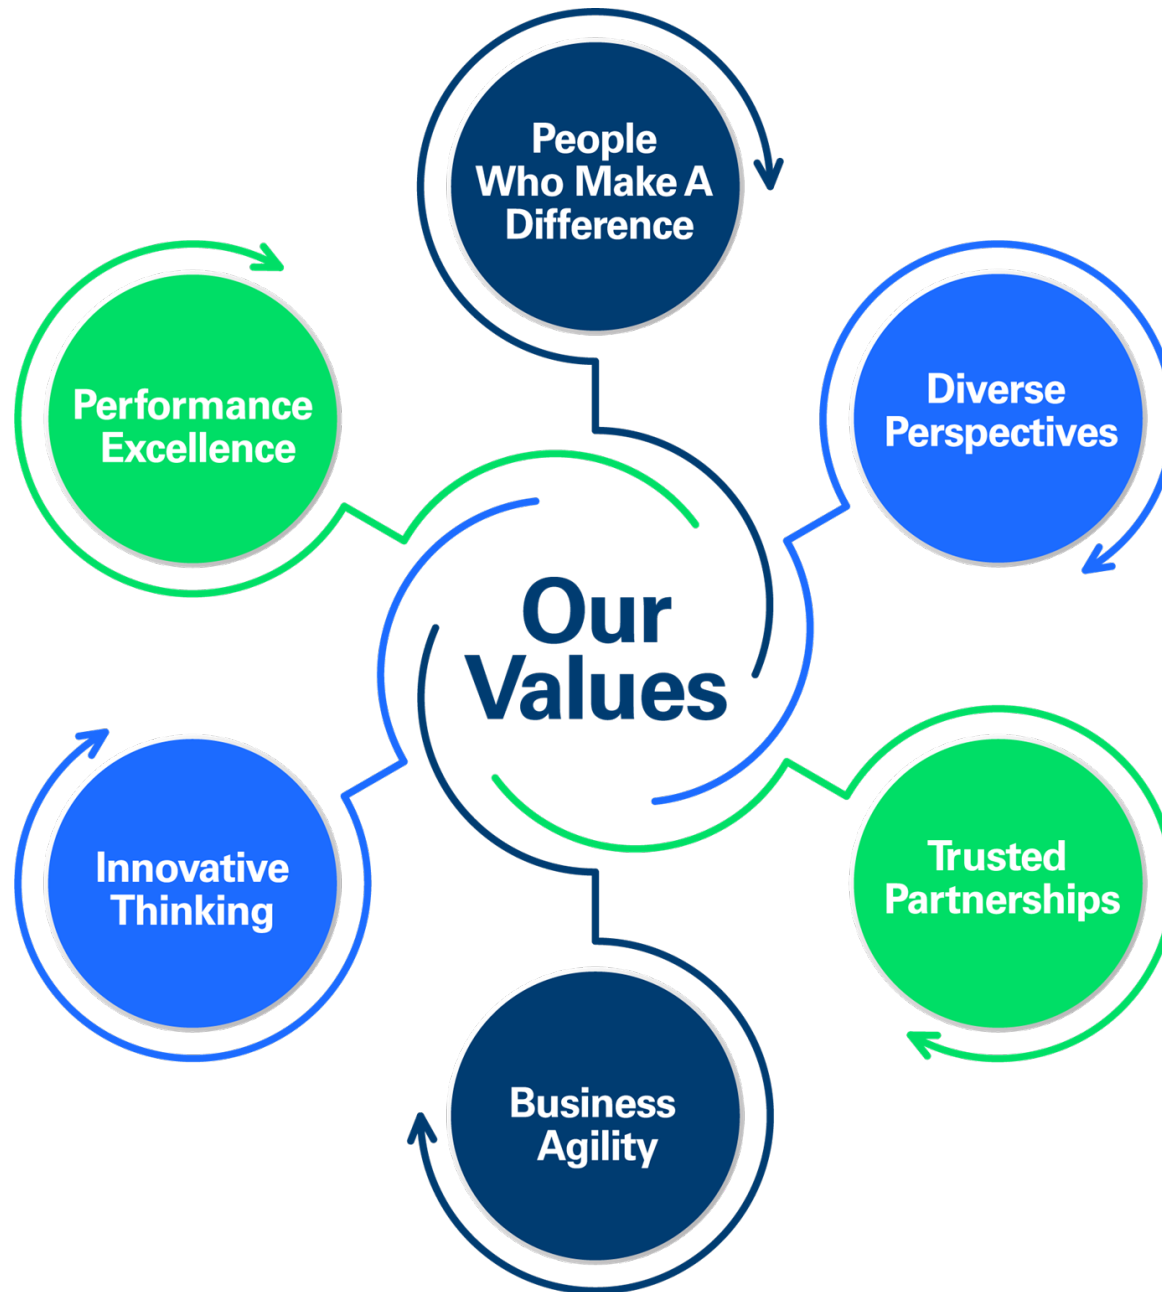 People
Who Make A
Difference
Diverse
Perspectives
Performance
Excellence
Our
Values
Trusted
Partnerships
Innovative
Thinking
Business
Agility